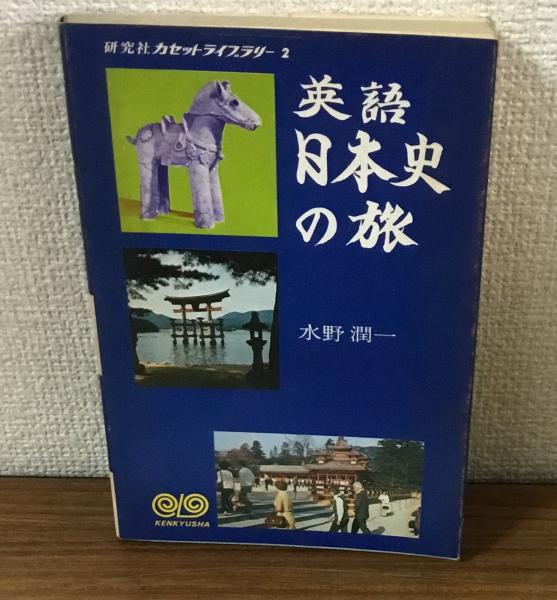 研究社 カセットライブラリー 2
英語
日本史
の旅
水野潤一
KENKYUSHA